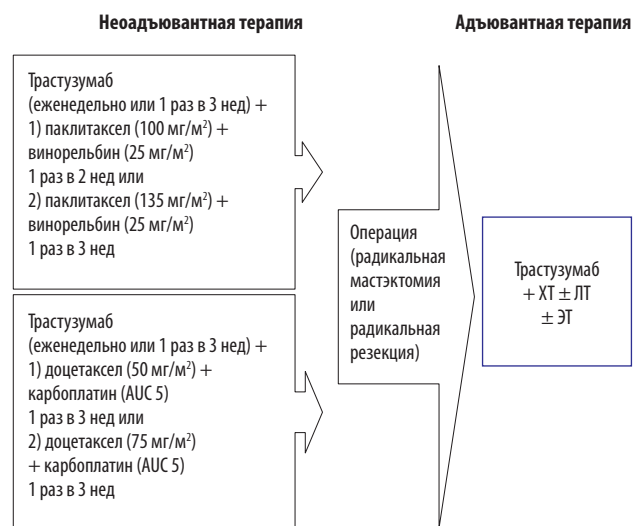 Неоадъювантная терапия
Адъювантная терапия
Трастузумаб
(еженедельно или 1 раз в 3 нед) +
1) паклитаксел (100 мг/м²) +
винорельбин (25 мг/м²)
1 раз в 2 нед или
2) паклитаксел (135 мг/м²) +
винорельбин (25 мг/м²)
1 раз в 3 нед
Трастузумаб
(еженедельно или 1 раз в 3 нед) +
1) доцетаксел (50 мг/м²) +
карбоплатин (AUC 5)
1 раз в 3 нед или
2) доцетаксел (75 мг/м²)
+ карбоплатин (AUC 5)
1 раз в 3 нед
Операция
(радикальная
мастэктомия
или
радикальная
резекция)
Трастузумаб
+ ХТ ± ЛТ
± ЭТ